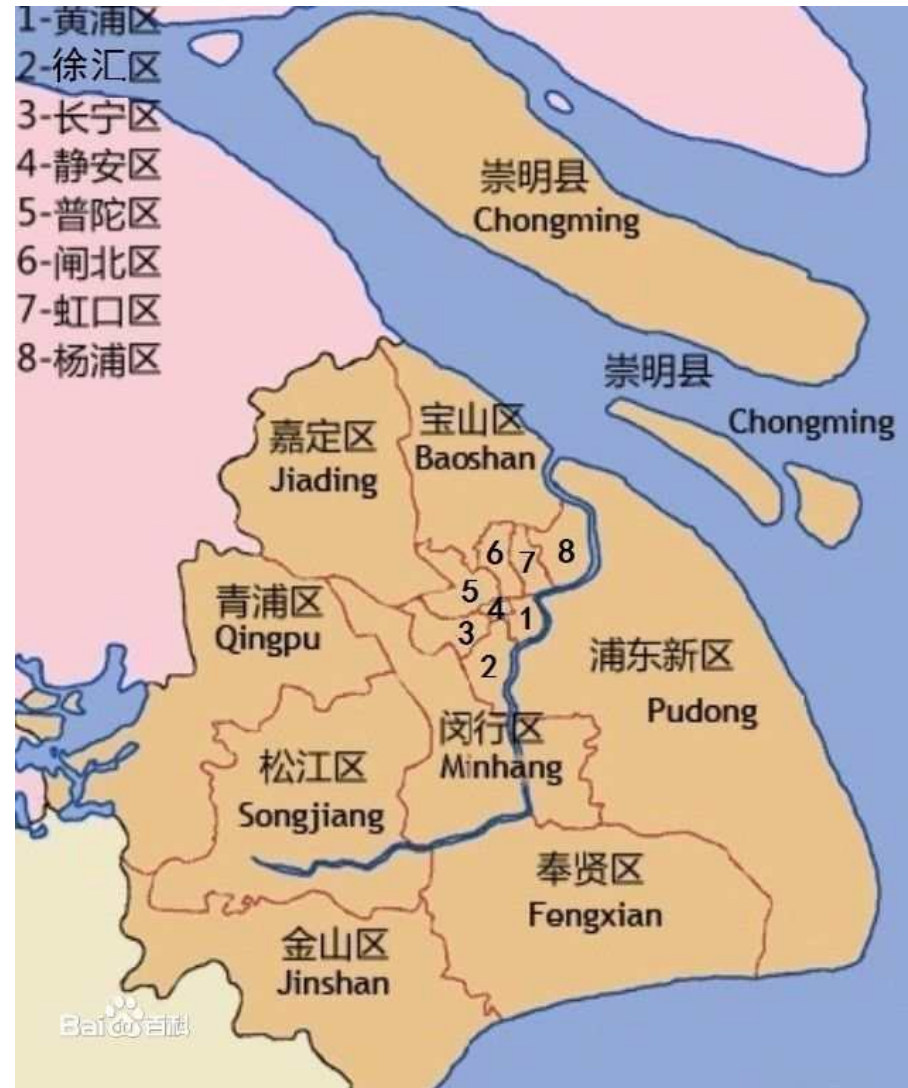 1-黄浦区
2-徐汇区
3-长宁区
4-静安区
5-普陀区
6-闸北区
7-虹口区
8-杨浦区
崇明县
Chongming
崇明县
Chongming
嘉定区
Jiading
宝山区
Baoshan
6
7
8
5
4
1
3
2
青浦区
Qingpu
浦东新区
Pudong
闵行区
Minhang
松江区
Songjiang
奉贤区
Fengxian
金山区
Jinshan
Bai du 百科